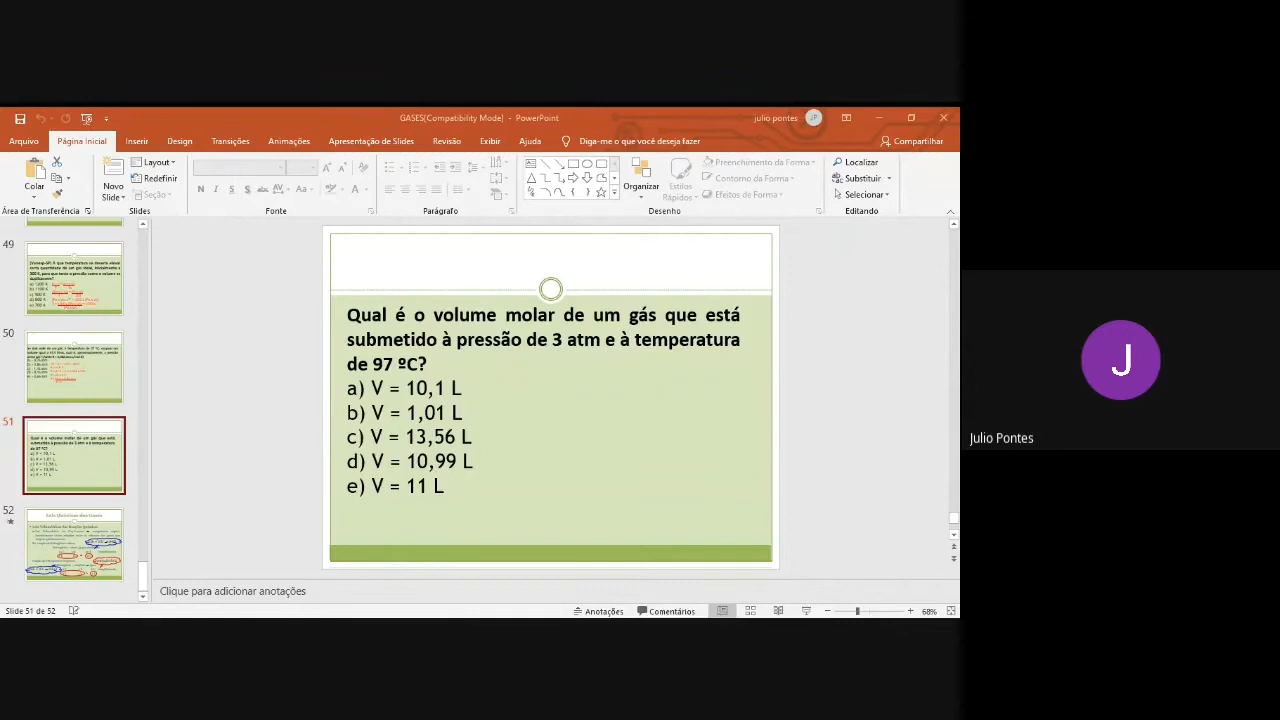 GASES[Compatibility Mode] - PowerPoint
julio pontes
JP
Arquivo Página Inicial Inserir Design Transições Animações Apresentação de Slides Revisão Exibir Ajuda Diga-me o que você deseja fazer Compartilhar
Colar
Novo Slide
Layout
Redefinir
Seção
Organizar
Estilos Rápidos
Preenchimento da Forma
Contorno da Forma
Efeitos de Forma
Localizar
Substituir
Selecionar
Área de Transferência Slides Fonte Parágrafo Desenho Editando
49
50
51
52
Qual é o volume molar de um gás que está
submetido à pressão de 3 atm e à temperatura
de 97 ºC?
a) V = 10,1 L
b) V = 1,01 L
c) V = 13,56 L
d) V = 10,99 L
e) V = 11 L
Clique para adicionar anotações
Slide 51 de 52 Anotações Comentários 68%
J
Julio Pontes